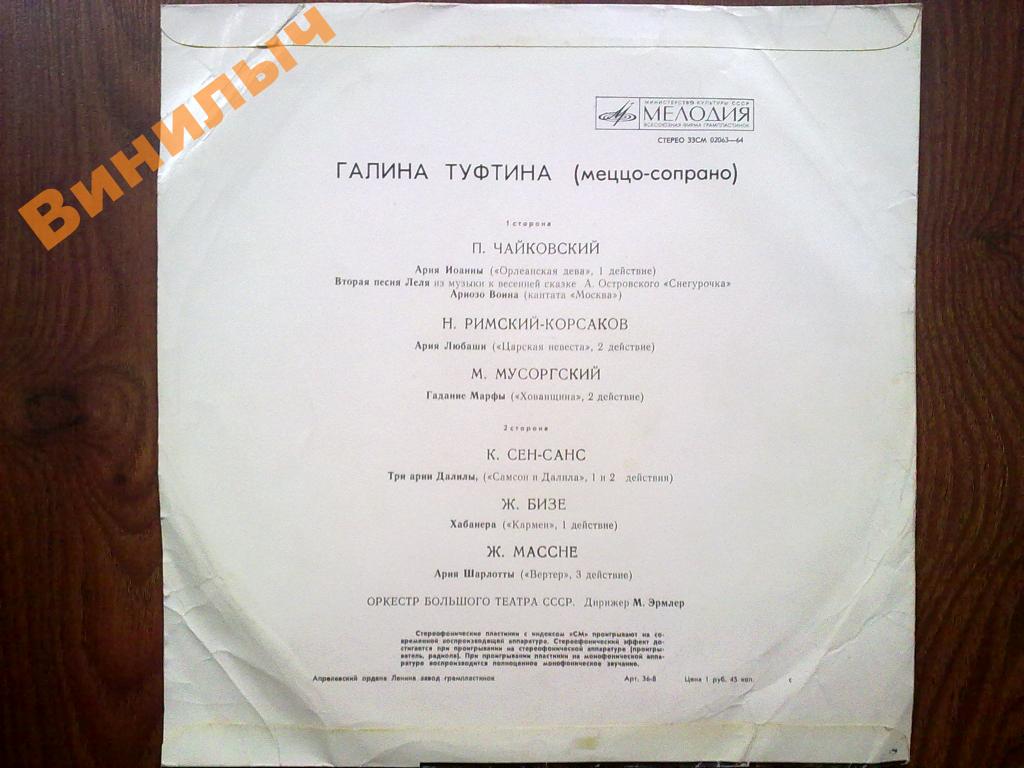 Винилыч
МИНИСТЕРСТВО КУЛЬТУРЫ СССР
МЕЛОДИЯ
ВСЕСОЮЗНАЯ ФИРМА ГРАМПЛАСТИНОК
СТЕРЕО 33СМ 02063—64
ГАЛИНА ТУФТИНА (меццо-сопрано)
1 сторона
П. ЧАЙКОВСКИЙ
Ария Иоанны («Орлеанская дева», 1 действие)
Вторая песня Леля из музыки к весенней сказке А. Островского «Снегурочка»
Ариозо Воина (кантата «Москва»)
Н. РИМСКИЙ-КОРСАКОВ
Ария Любаши («Царская невеста», 2 действие)
М. МУСОРГСКИЙ
Гадание Марфы («Хованщина», 2 действие)
2 сторона
К. СЕН-САНС
Три арии Далилы, («Самсон и Далила», 1 и 2 действия)
Ж. БИЗЕ
Хабанера («Кармен», 1 действие)
Ж. МАССНЕ
Ария Шарлотты («Вертер», 3 действие)
ОРКЕСТР БОЛЬШОГО ТЕАТРА СССР. Дирижер М. Эрмлер
Стереофонические пластинки с индексом «СМ» проигрывают на со-
временной воспроизводящей аппаратуре. Стереофонический эффект до-
стигается при проигрывании на стереофонической аппаратуре (проигры-
ватель, радиола). При проигрывании пластинки на монофонической аппа-
ратуре воспроизводится полноценное монофоническое звучание.
Апрелевский ордена Ленина завод грампластинок Арт. 36-8 Цена 1 руб. 45 коп. с